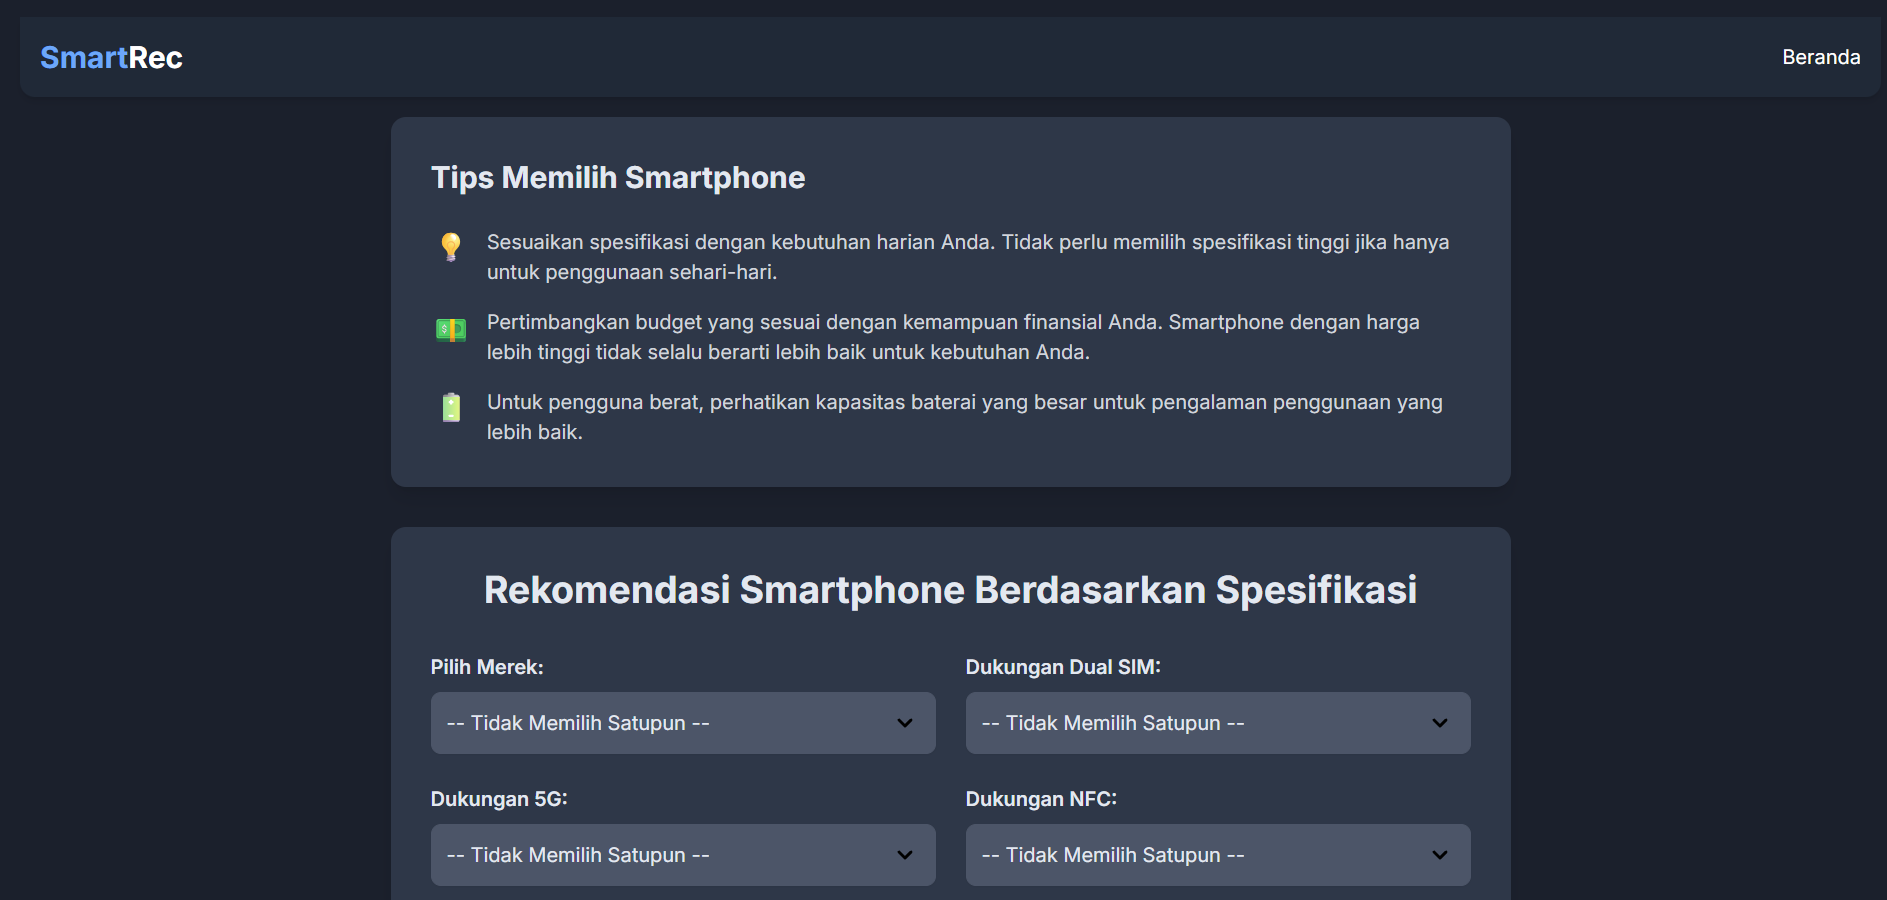 SmartRec
Beranda
Tips Memilih Smartphone
Sesuaikan spesifikasi dengan kebutuhan harian Anda. Tidak perlu memilih spesifikasi tinggi jika hanya
untuk penggunaan sehari-hari.
Pertimbangkan budget yang sesuai dengan kemampuan finansial Anda. Smartphone dengan harga
lebih tinggi tidak selalu berarti lebih baik untuk kebutuhan Anda.
Untuk pengguna berat, perhatikan kapasitas baterai yang besar untuk pengalaman penggunaan yang
lebih baik.
Rekomendasi Smartphone Berdasarkan Spesifikasi
Pilih Merek:
-- Tidak Memilih Satupun --
Dukungan Dual SIM:
-- Tidak Memilih Satupun --
Dukungan 5G:
-- Tidak Memilih Satupun --
Dukungan NFC:
-- Tidak Memilih Satupun --